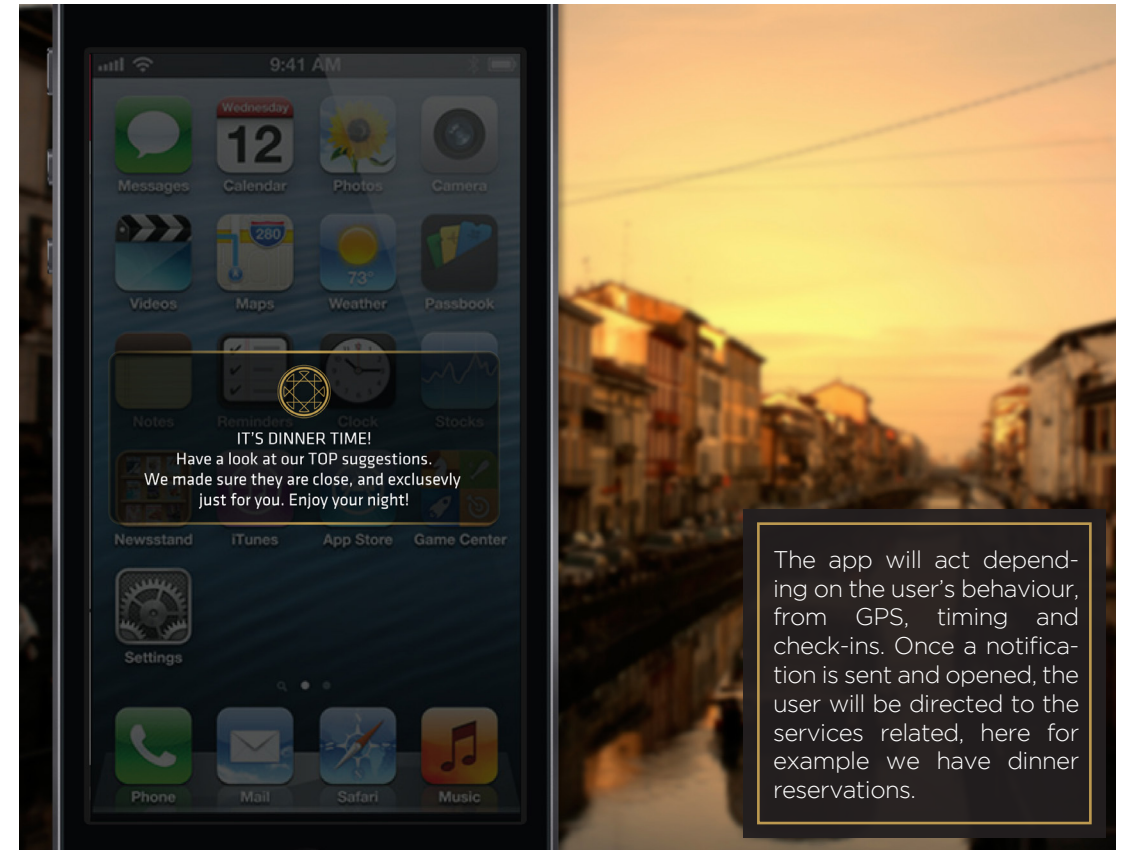 9:41 AM
Wednesday
12
Messages
Calendar
Photos
Camera
280
73°
Videos
Maps
Weather
Passbook
Notes
Reminders
Clock
Stocks
IT'S DINNER TIME!
Have a look at our TOP suggestions.
We made sure they are close, and exclusevly
just for you. Enjoy your night!
Newsstand
iTunes
App Store
Game Center
Settings
Phone
Mail
Safari
Music
The app will act depend-
ing on the user's behaviour,
from GPS, timing and
check-ins. Once a notifica-
tion is sent and opened, the
user will be directed to the
services related, here for
example we have dinner
reservations.